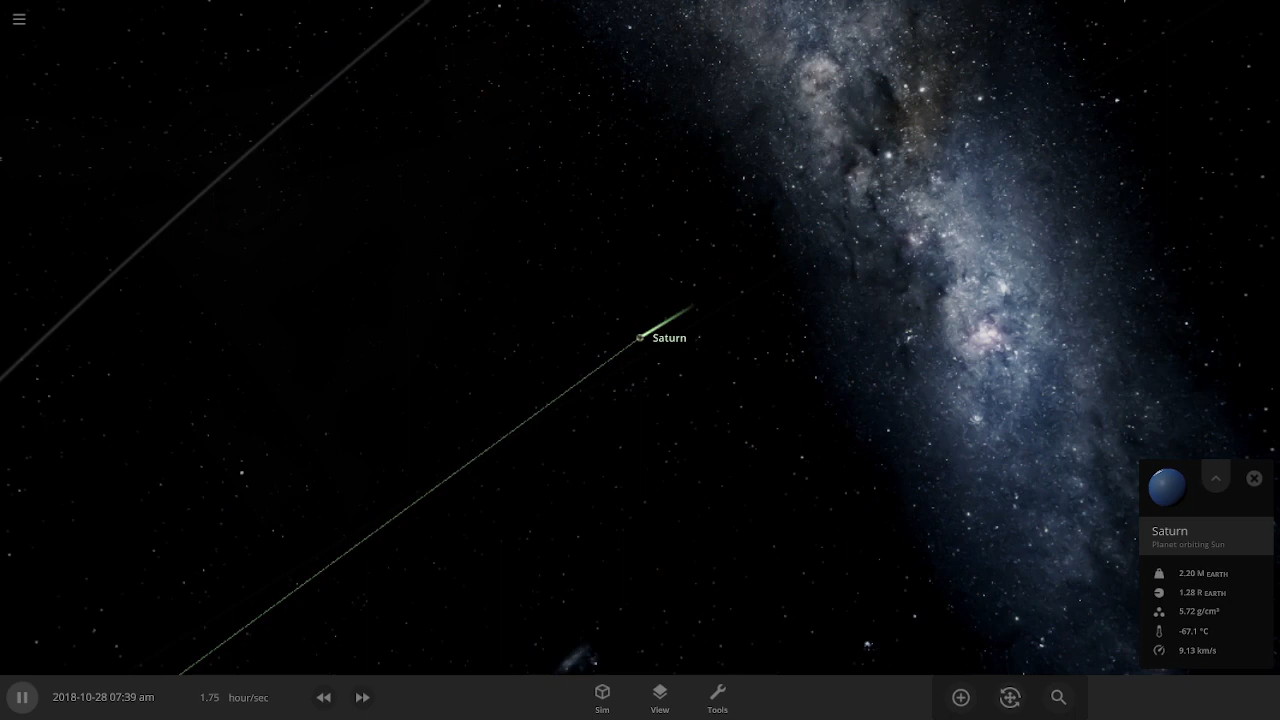 Saturn
Saturn
Planet orbiting Sun
2.20 M EARTH
1.28 R EARTH
5.72 g/cm³
-67.1 °C
9.13 km/s
2018-10-28 07:39 am
1.75 hour/sec
Sim
View
Tools